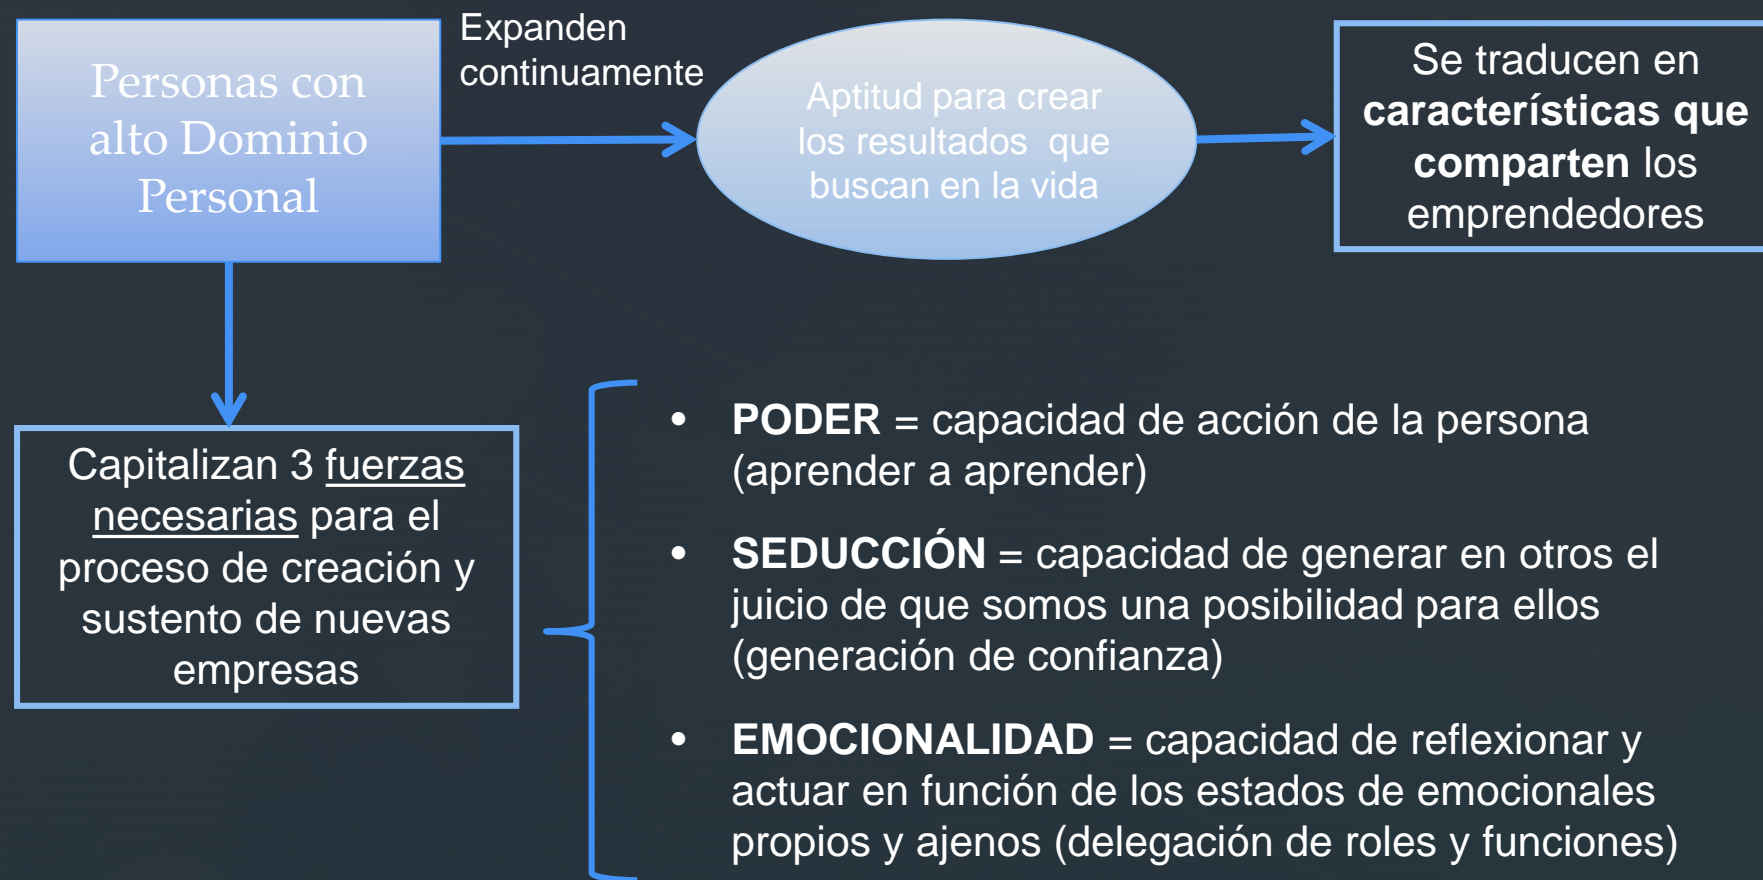 Personas con
alto Dominio
Personal
Expanden
continuamente
Aptitud para crear
los resultados que
buscan en la vida
Se traducen en
características que
comparten los
emprendedores
Capitalizan 3 fuerzas
necesarias para el
proceso de creación y
sustento de nuevas
empresas
• PODER = capacidad de acción de la persona
(aprender a aprender)
• SEDUCCIÓN = capacidad de generar en otros el
juicio de que somos una posibilidad para ellos
(generación de confianza)
• EMOCIONALIDAD = capacidad de reflexionar y
actuar en función de los estados de emocionales
propios y ajenos (delegación de roles y funciones)